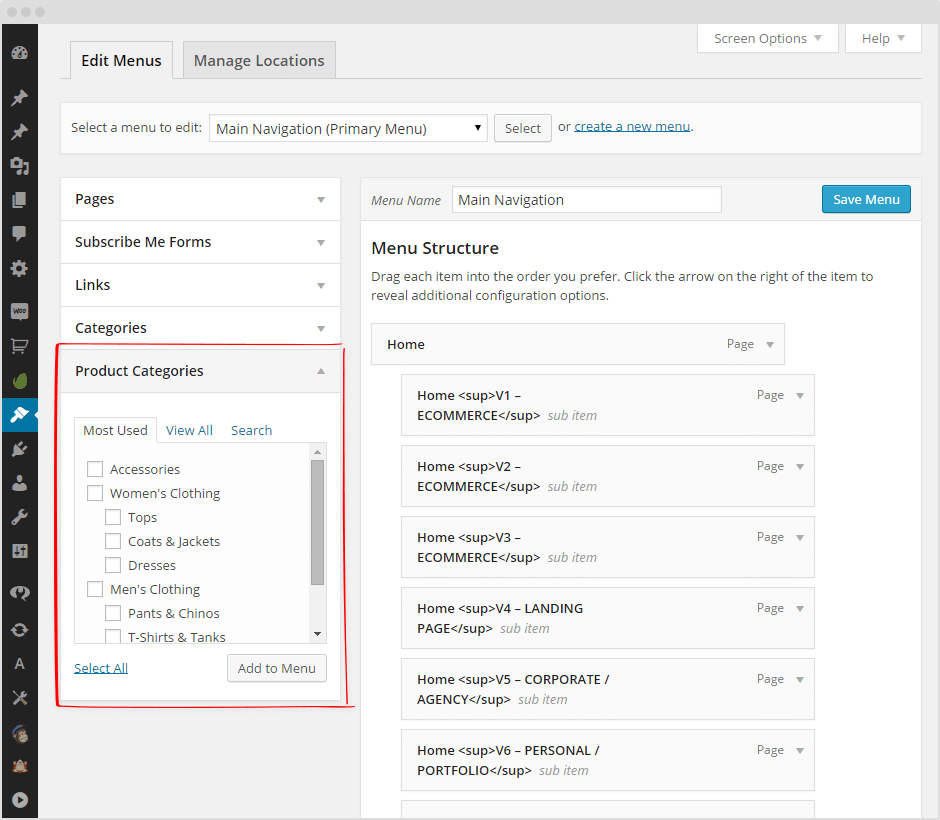 Screen Options
Help
Edit Menus
Manage Locations
Select a menu to edit:
Main Navigation (Primary Menu)
Select
or create a new menu.
Pages
Subscribe Me Forms
Links
Categories
Product Categories
Most Used
View All
Search
Accessories
Women's Clothing
Tops
Coats & Jackets
Dresses
Men's Clothing
Pants & Chinos
T-Shirts & Tanks
Select All
Add to Menu
Menu Name
Main Navigation
Save Menu
Menu Structure
Drag each item into the order you prefer. Click the arrow on the right of the item to
reveal additional configuration options.
Home
Page
Home <sup>V1 –
ECOMMERCE</sup> sub item
Page
Home <sup>V2 –
ECOMMERCE</sup> sub item
Page
Home <sup>V3 –
ECOMMERCE</sup> sub item
Page
Home <sup>V4 – LANDING
PAGE</sup> sub item
Page
Home <sup>V5 – CORPORATE /
AGENCY</sup> sub item
Page
Home <sup>V6 – PERSONAL /
PORTFOLIO</sup> sub item
Page
WOO
A